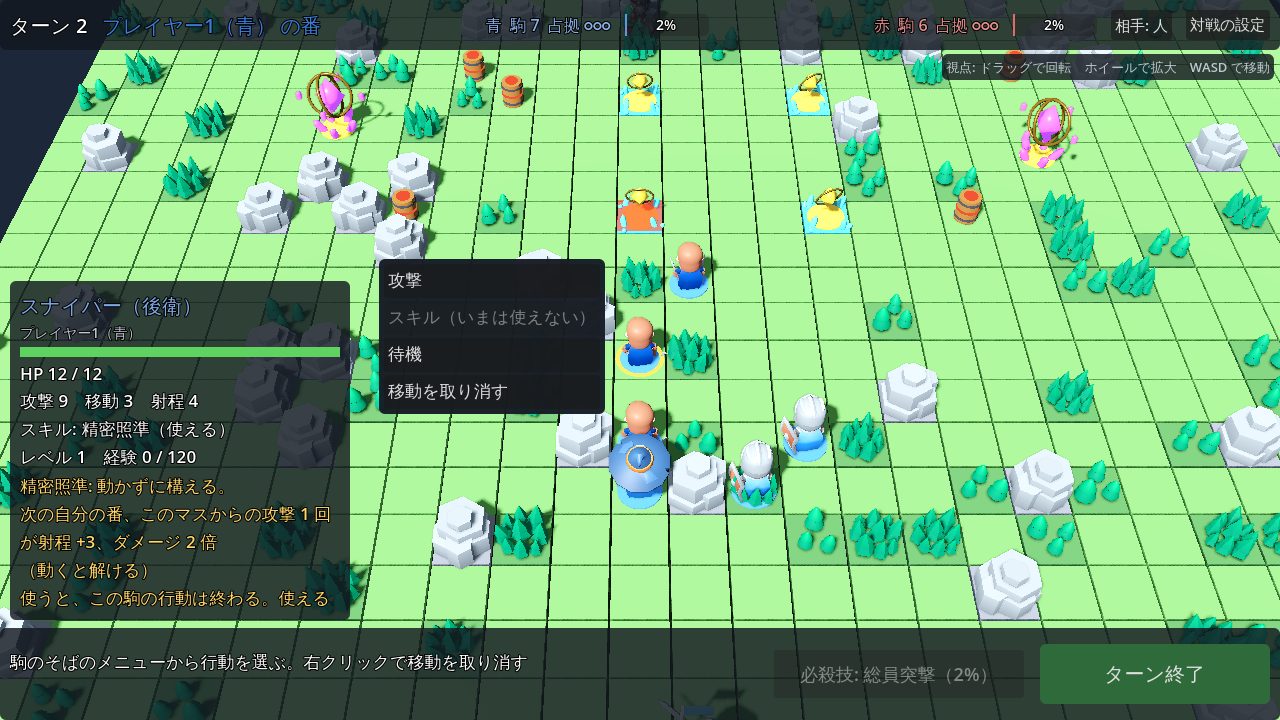 ターン 2 プレイヤー1（青） の番 青 駒 7 占拠 ○○○ 2% 赤 駒 6 占拠 ○○○ 2% 相手: 人 対戦の設定
視点: ドラッグで回転 ホイールで拡大 WASD で移動
攻撃
スキル（いまは使えない）
待機
移動を取り消す
スナイパー（後衛）
プレイヤー1（青）
HP 12 / 12
攻撃 9 移動 3 射程 4
スキル: 精密照準（使える）
レベル 1 経験 0 / 120
精密照準: 動かずに構える。
次の自分の番、このマスからの攻撃 1 回
が射程 +3、ダメージ 2 倍
（動くと解ける）
使うと、この駒の行動は終わる。使える
駒のそばのメニューから行動を選ぶ。右クリックで移動を取り消す
必殺技: 総員突撃（2%）
ターン終了